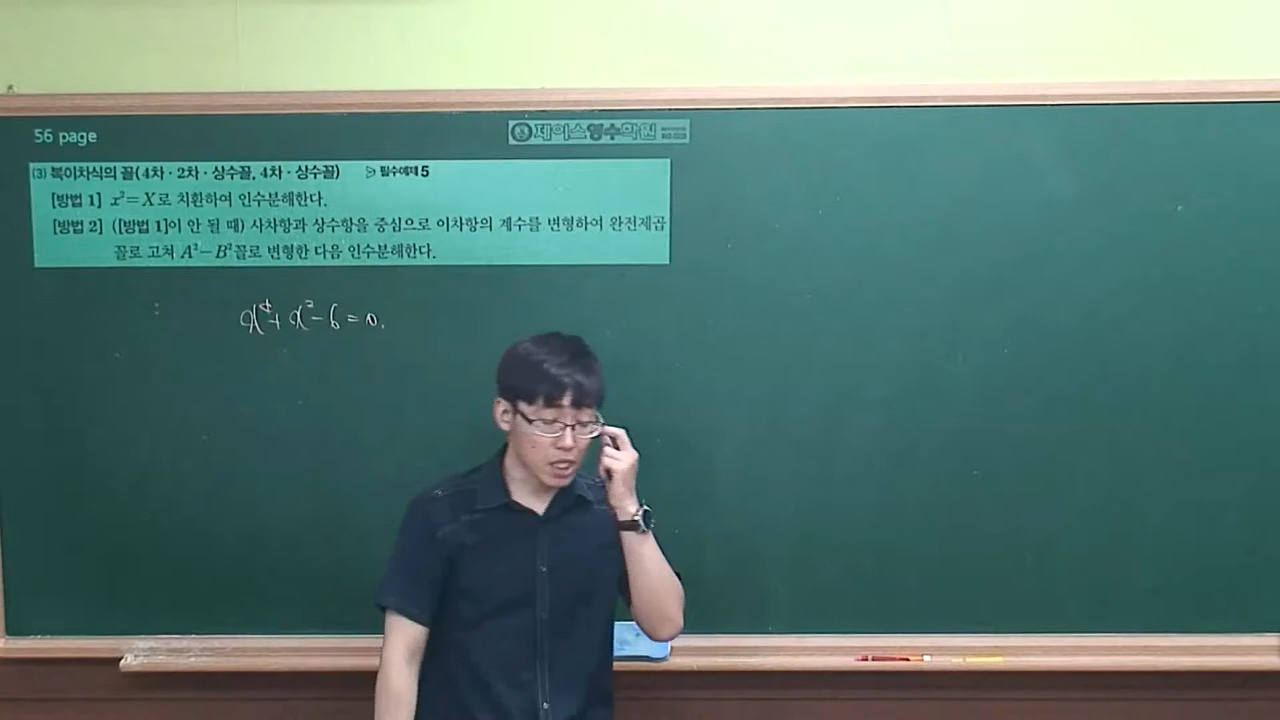 56 page
제이스영수학원
(3) 복이차식의 꼴(4차·2차·상수꼴, 4차·상수꼴) ▷ 필수예제 5
[방법 1] x²=X로 치환하여 인수분해한다.
[방법 2] ([방법 1]이 안 될 때) 사차항과 상수항을 중심으로 이차항의 계수를 변형하여 완전제곱
꼴로 고쳐 A²−B²꼴로 변형한 다음 인수분해한다.
x⁴+x²−6=0.